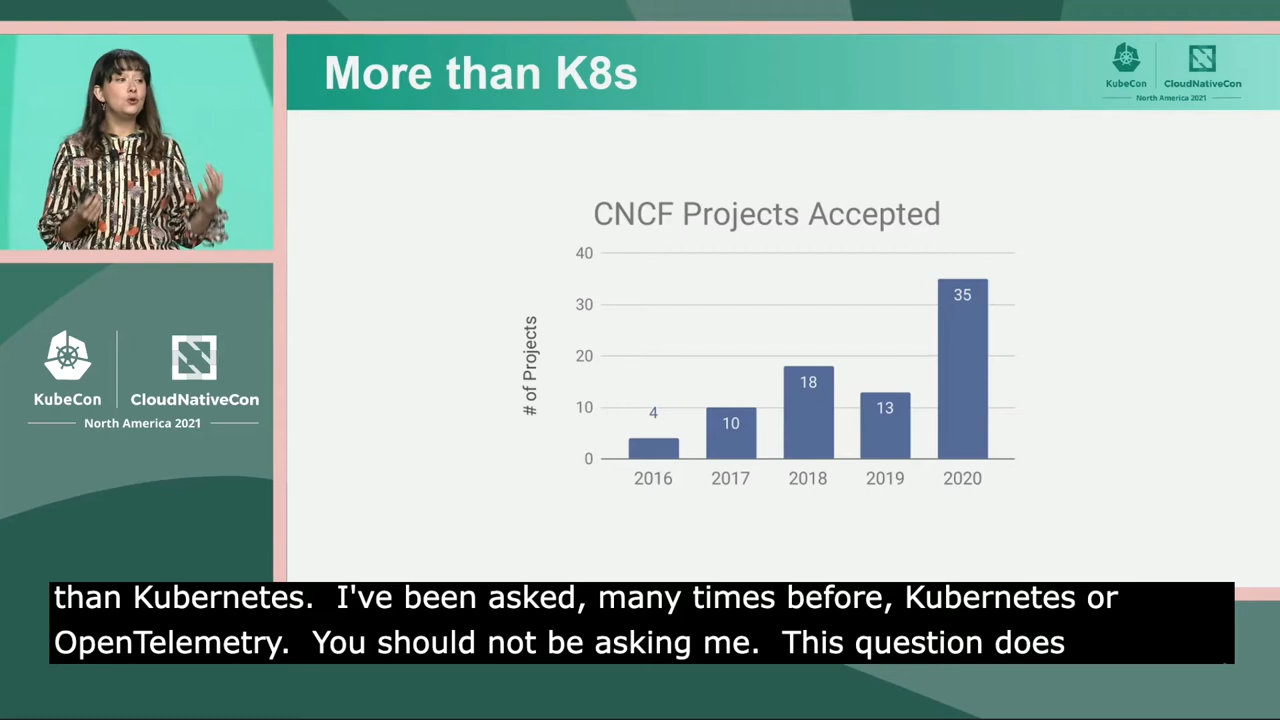 More than K8s
KubeCon
CloudNativeCon
North America 2021
CNCF Projects Accepted
# of Projects
40
30
20
10
0
4
10
18
13
35
2016
2017
2018
2019
2020
KubeCon
CloudNativeCon
North America 2021
than Kubernetes. I've been asked, many times before, Kubernetes or
OpenTelemetry. You should not be asking me. This question does